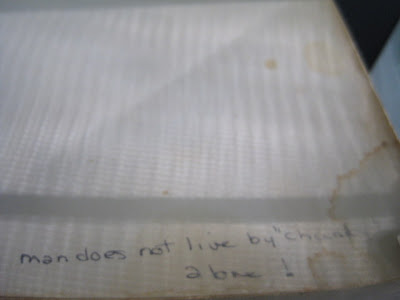 man does not live by
alone !